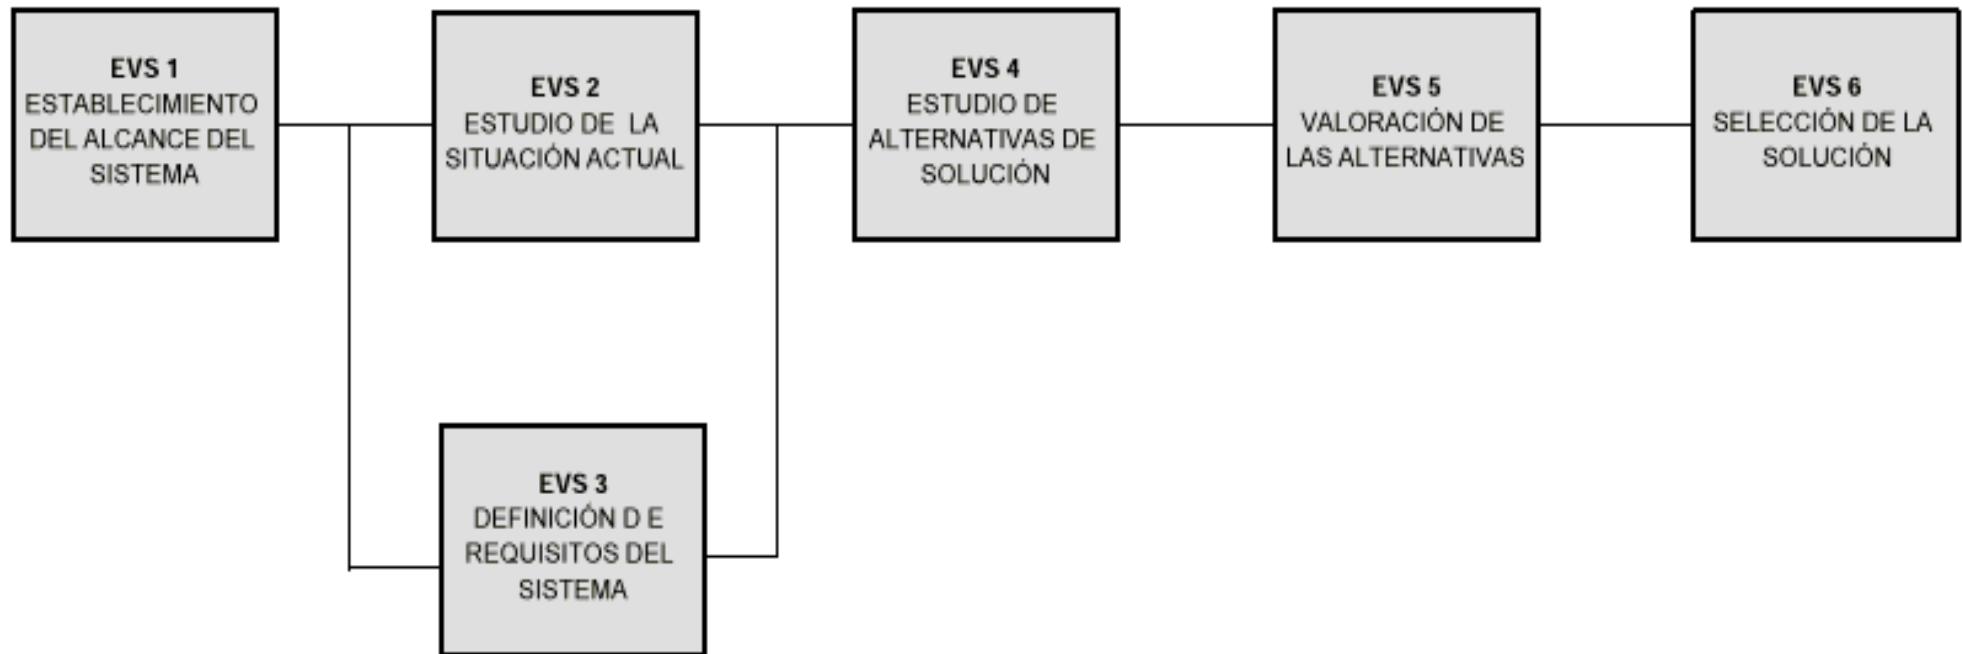 EVS 1
ESTABLECIMIENTO
DEL ALCANCE DEL
SISTEMA
EVS 2
ESTUDIO DE LA
SITUACIÓN ACTUAL
EVS 4
ESTUDIO DE
ALTERNATIVAS DE
SOLUCIÓN
EVS 5
VALORACIÓN DE
LAS ALTERNATIVAS
EVS 6
SELECCIÓN DE LA
SOLUCIÓN
EVS 3
DEFINICIÓN D E
REQUISITOS DEL
SISTEMA